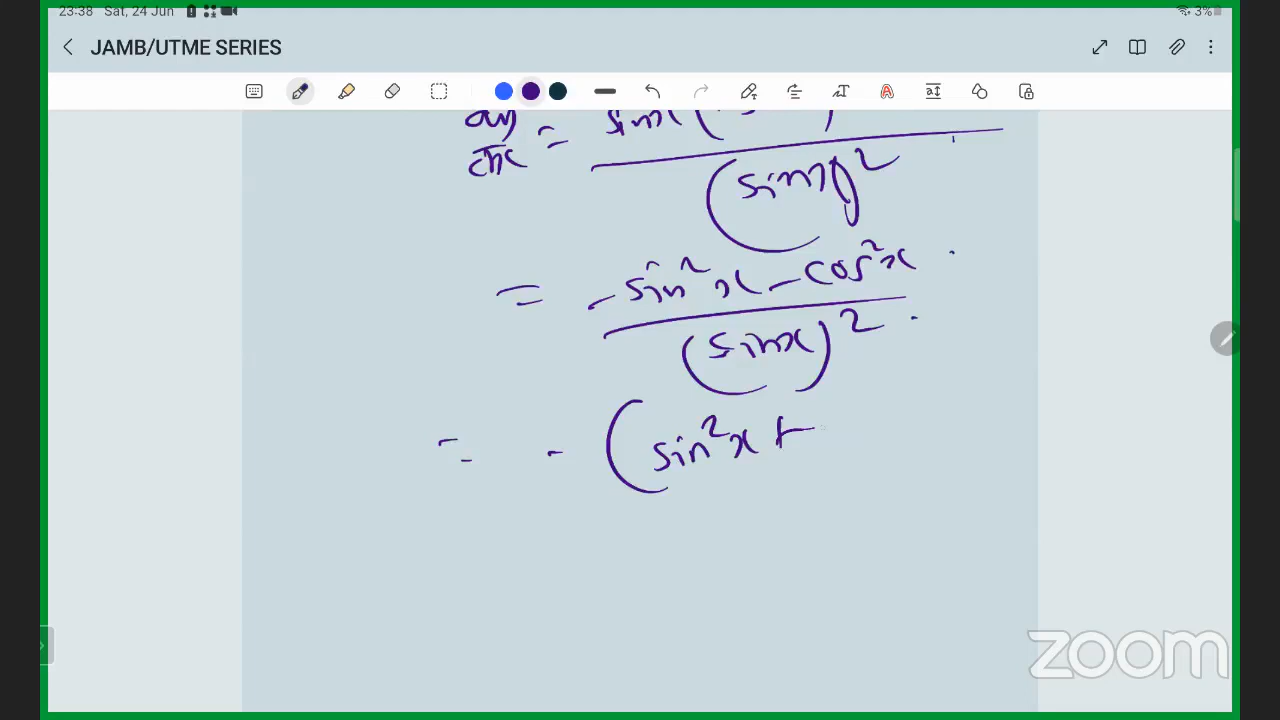 23:38 Sat, 24 Jun 3%
JAMB/UTME SERIES
dy/dx = sinx(
(sinx)²
= -sin²x - cos²x
(sinx)²
= -(sin²x +
zoom